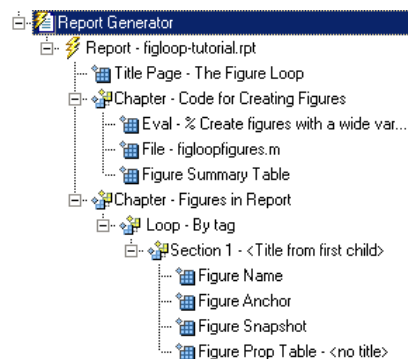 Report Generator
Report - figloop-tutorial.rpt
Title Page - The Figure Loop
Chapter - Code for Creating Figures
Eval - % Create figures with a wide var...
File - figloopfigures.m
Figure Summary Table
Chapter - Figures in Report
Loop - By tag
Section 1 - <Title from first child>
Figure Name
Figure Anchor
Figure Snapshot
Figure Prop Table - <no title>